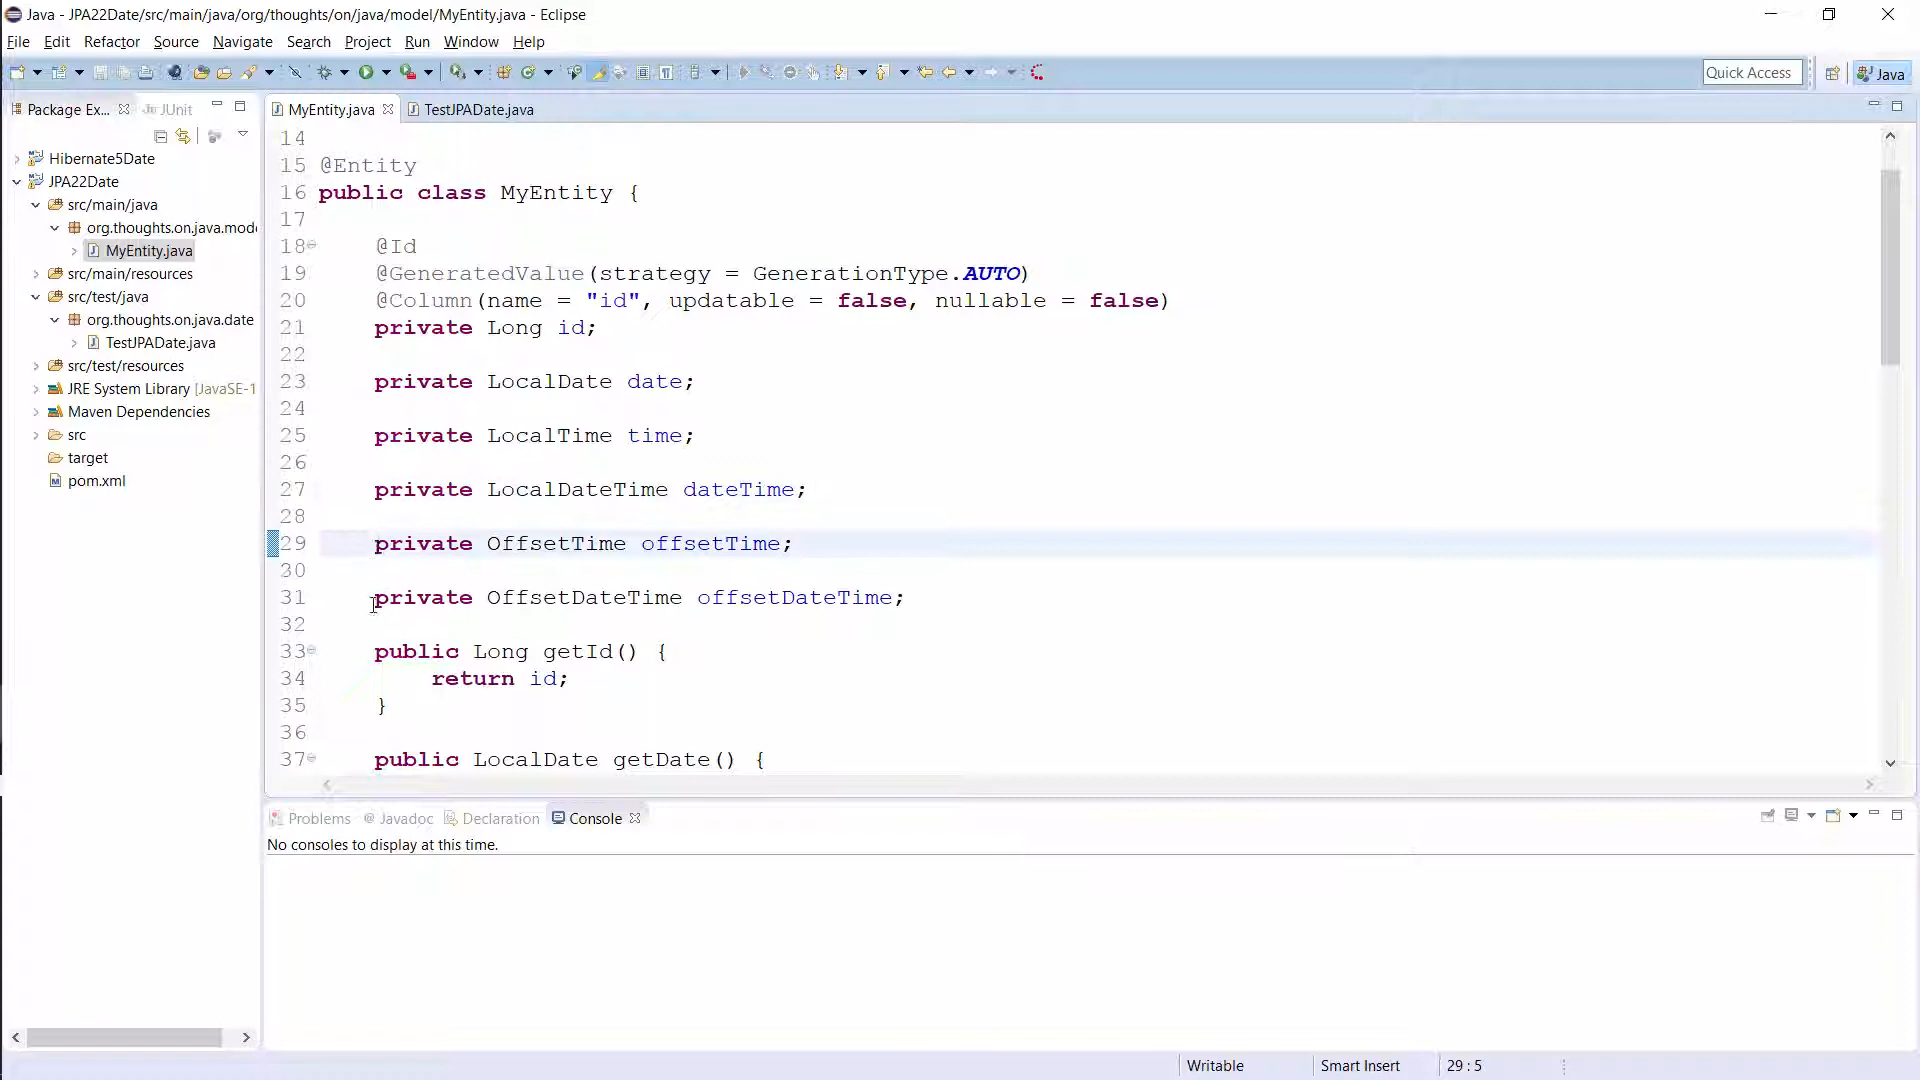 Java - JPA22Date/src/main/java/org/thoughts/on/java/model/MyEntity.java - Eclipse
File Edit Refactor Source Navigate Search Project Run Window Help
Quick Access Java
Package Ex... JUnit
Hibernate5Date
JPA22Date
src/main/java
org.thoughts.on.java.mode
MyEntity.java
src/main/resources
src/test/java
org.thoughts.on.java.date
TestJPADate.java
src/test/resources
JRE System Library [JavaSE-1
Maven Dependencies
src
target
pom.xml
MyEntity.java TestJPADate.java
14
15 @Entity
16 public class MyEntity {
17
18 @Id
19 @GeneratedValue(strategy = GenerationType.AUTO)
20 @Column(name = "id", updatable = false, nullable = false)
21 private Long id;
22
23 private LocalDate date;
24
25 private LocalTime time;
26
27 private LocalDateTime dateTime;
28
29 private OffsetTime offsetTime;
30
31 private OffsetDateTime offsetDateTime;
32
33 public Long getId() {
34 return id;
35 }
36
37 public LocalDate getDate() {
Problems @ Javadoc Declaration Console
No consoles to display at this time.
Writable Smart Insert 29 : 5